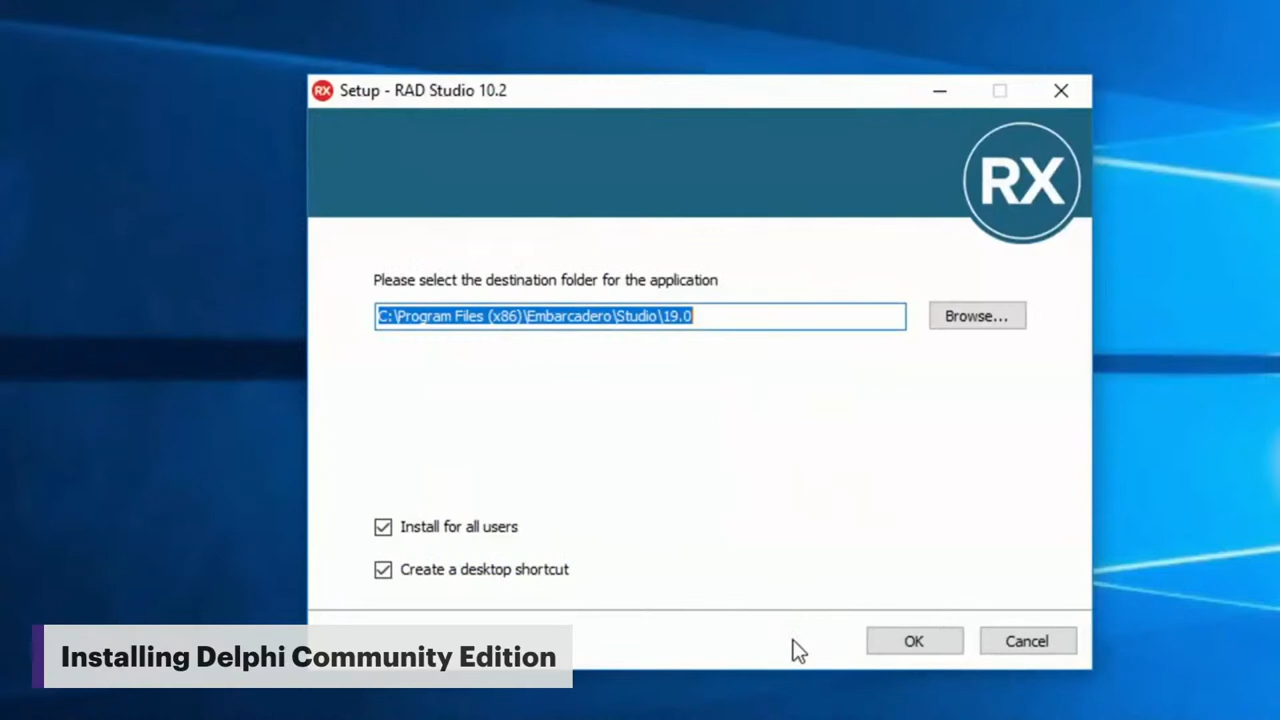 RX Setup - RAD Studio 10.2
RX
Please select the destination folder for the application
C:\Program Files (x86)\Embarcadero\Studio\19.0
Browse...
Install for all users
Create a desktop shortcut
OK
Cancel
Installing Delphi Community Edition